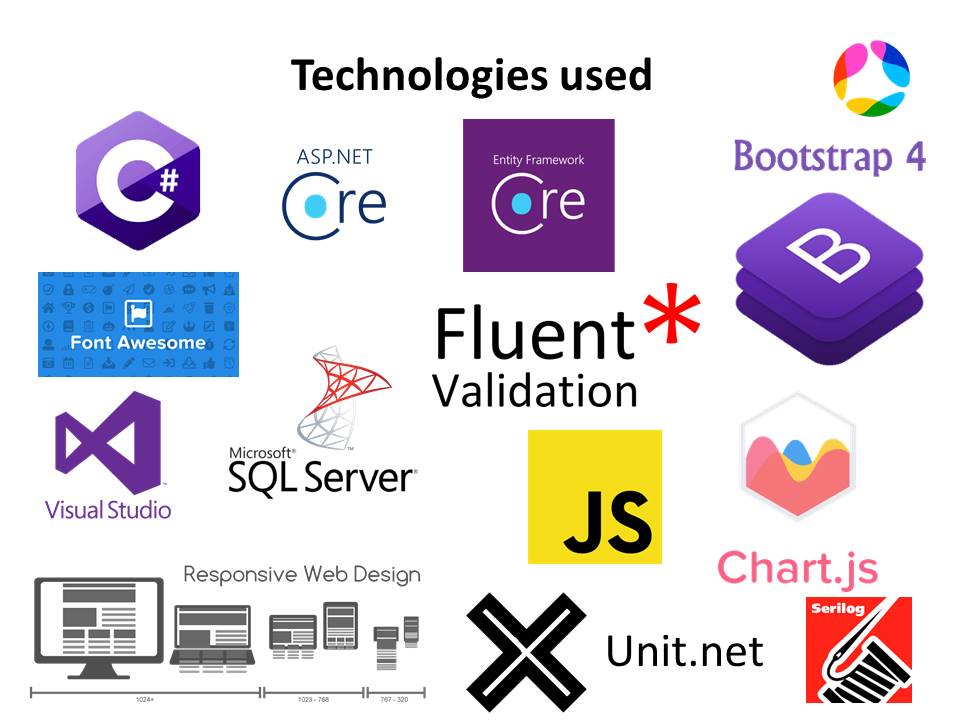 Technologies used
C#
ASP.NET
Core
Entity Framework
Core
Bootstrap 4
B
Font Awesome
Fluent*
Validation
Visual Studio
Microsoft®
SQL Server®
JS
Chart.js
Responsive Web Design
1024+
1023 - 768
767 - 320
X Unit.net
Serilog